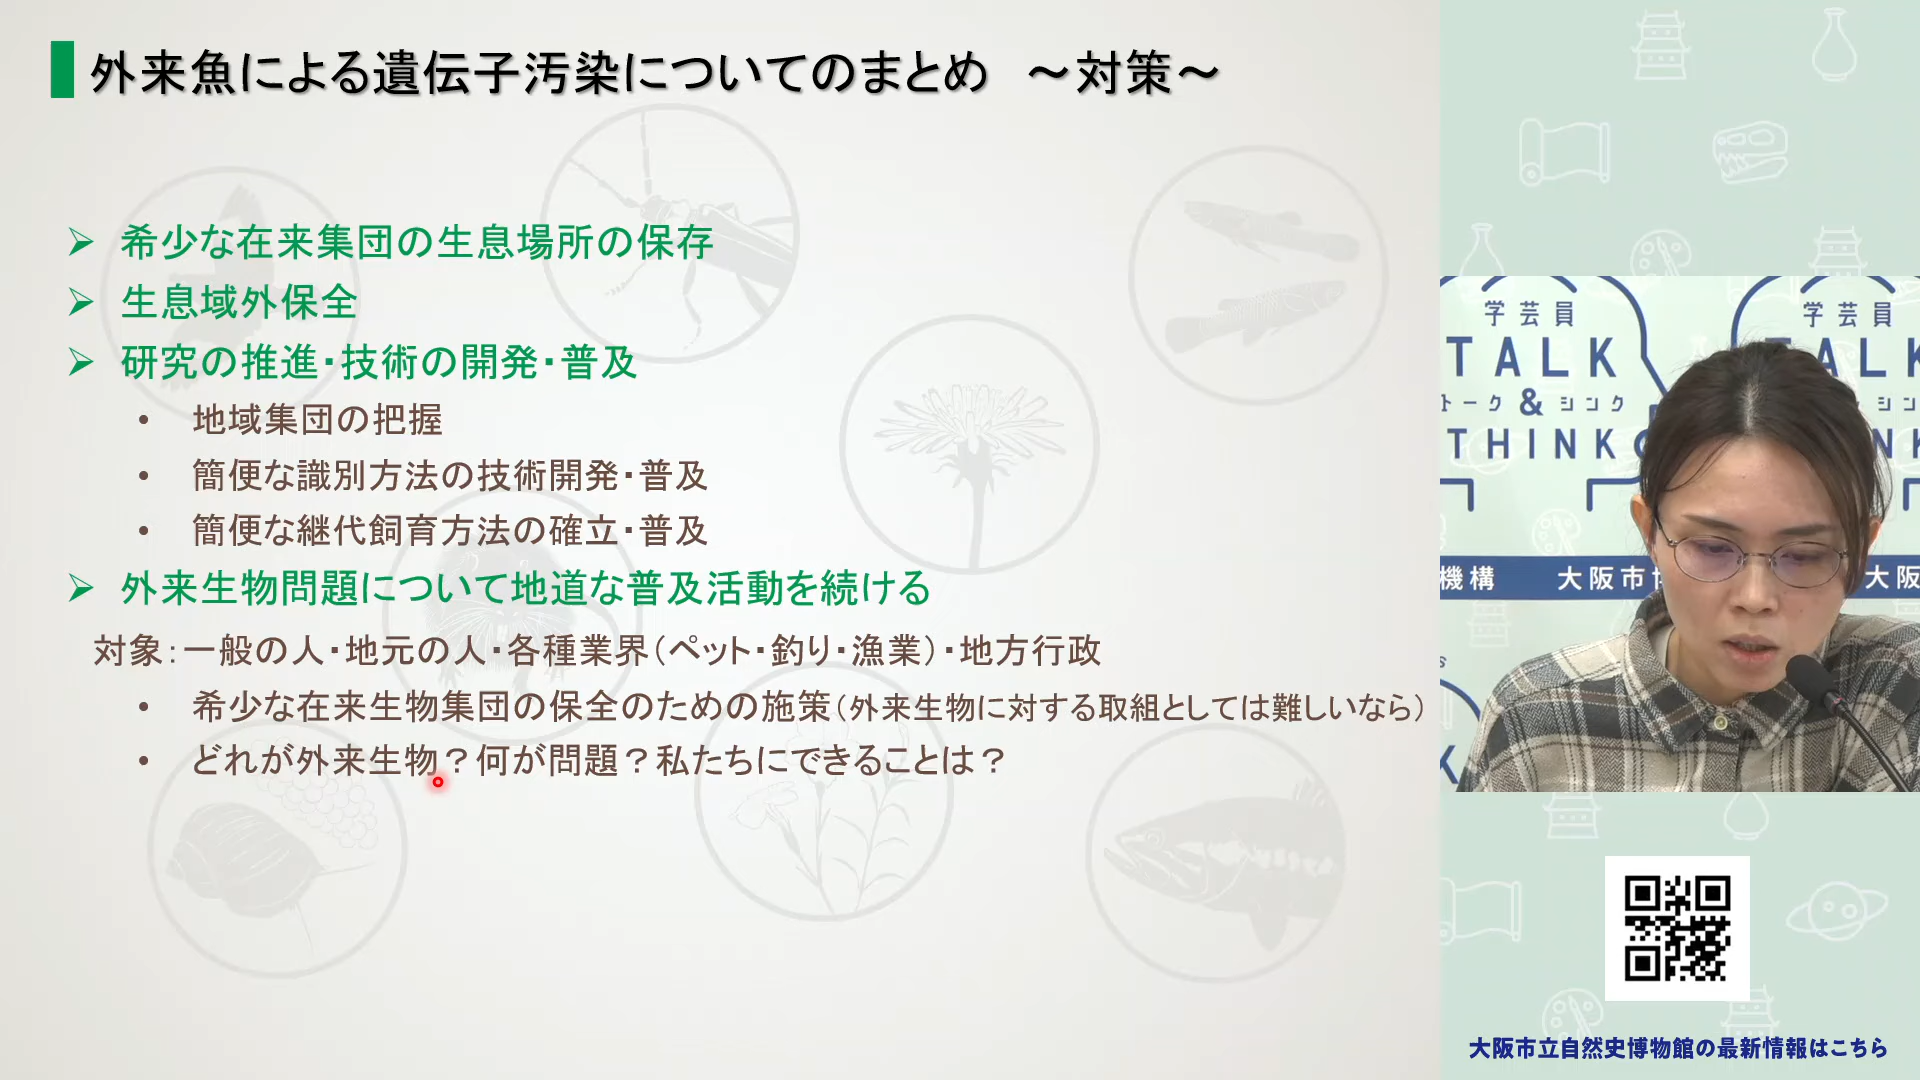 外来魚による遺伝子汚染についてのまとめ　～対策～
➢ 希少な在来集団の生息場所の保存
➢ 生息域外保全
➢ 研究の推進・技術の開発・普及
• 地域集団の把握
• 簡便な識別方法の技術開発・普及
• 簡便な継代飼育方法の確立・普及
➢ 外来生物問題について地道な普及活動を続ける
対象：一般の人・地元の人・各種業界（ペット・釣り・漁業）・地方行政
• 希少な在来生物集団の保全のための施策（外来生物に対する取組としては難しいなら）
• どれが外来生物？何が問題？私たちにできることは？
学芸員
TALK
トーク & シンク
THINK
学芸員
ALK
シン
NK
機構
大阪市
大阪
K
大阪市立自然史博物館の最新情報はこちら